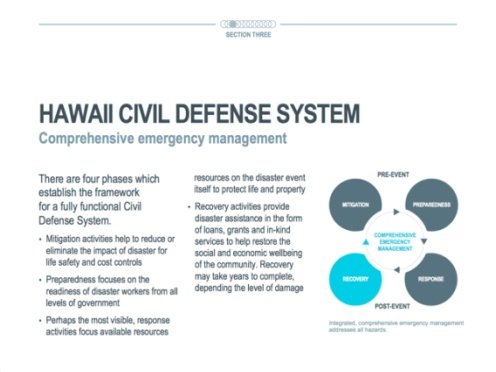 SECTION THREE
HAWAII CIVIL DEFENSE SYSTEM
Comprehensive emergency management
There are four phases which
establish the framework
for a fully functional Civil
Defense System.
• Mitigation activities help to reduce or
eliminate the impact of disaster for
life safety and cost controls
• Preparedness focuses on the
readiness of disaster workers from all
levels of government
• Perhaps the most visible, response
activities focus available resources
resources on the disaster event
itself to protect life and property
• Recovery activities provide
disaster assistance in the form
of loans, grants and in-kind
services to help restore the
social and economic wellbeing
of the community. Recovery
may take years to complete,
depending the level of damage
PRE-EVENT
MITIGATION
PREPAREDNESS
COMPREHENSIVE
EMERGENCY
MANAGEMENT
RECOVERY
RESPONSE
POST-EVENT
Integrated, comprehensive emergency management
addresses all hazards.